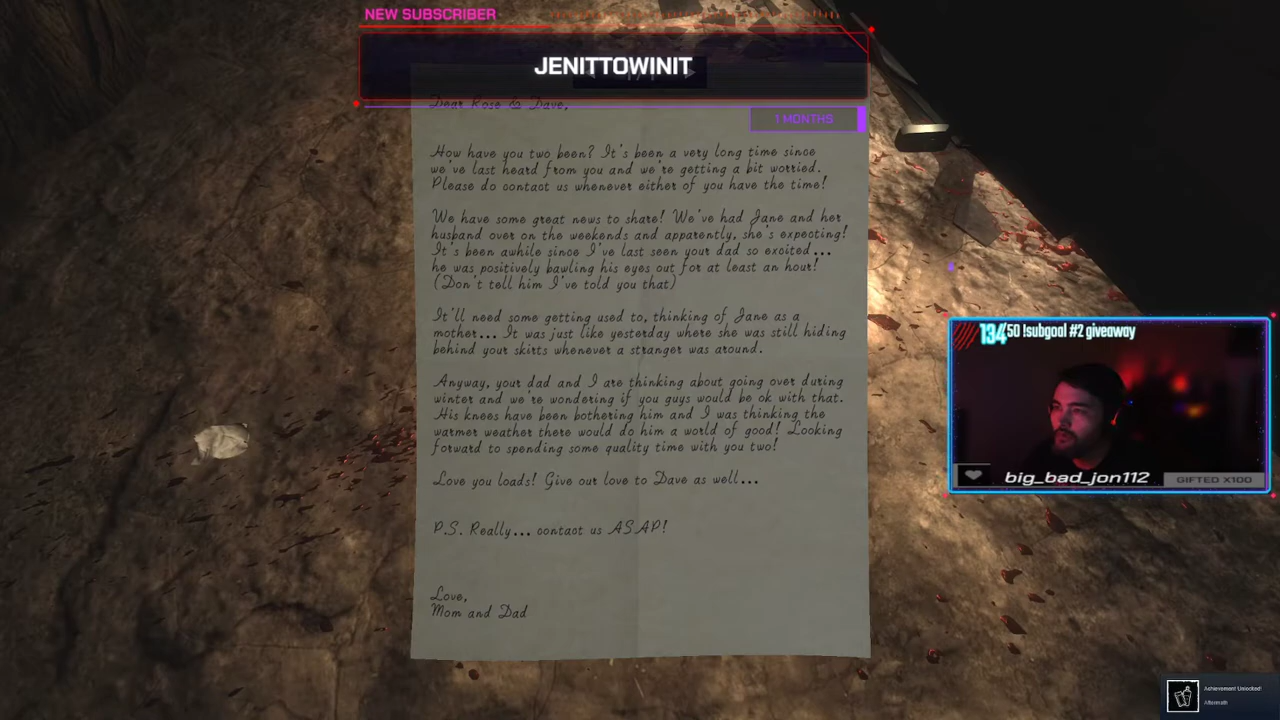 NEW SUBSCRIBER
JENITTOWINIT
1 MONTHS
Dear Rose & Dave,
How have you two been? It's been a very long time since
we've last heard from you and we're getting a bit worried.
Please do contact us whenever either of you have the time!
We have some great news to share! We've had Jane and her
husband over on the weekends and apparently, she's expecting!
It's been awhile since I've last seen your dad so excited...
he was positively bawling his eyes out for at least an hour!
(Don't tell him I've told you that)
It'll need some getting used to, thinking of Jane as a
mother... It was just like yesterday where she was still hiding
behind your skirts whenever a stranger was around.
Anyway, your dad and I are thinking about going over during
winter and we're wondering if you guys would be ok with that.
His knees have been bothering him and I was thinking the
warmer weather there would do him a world of good! Looking
forward to spending some quality time with you two!
Love you loads! Give our love to Dave as well...
P.S. Really... contact us ASAP!
Love,
Mom and Dad
134 50 !subgoal #2 giveaway
big_bad_jon112
GIFTED X100
Achievement Unlocked!
Aftermath